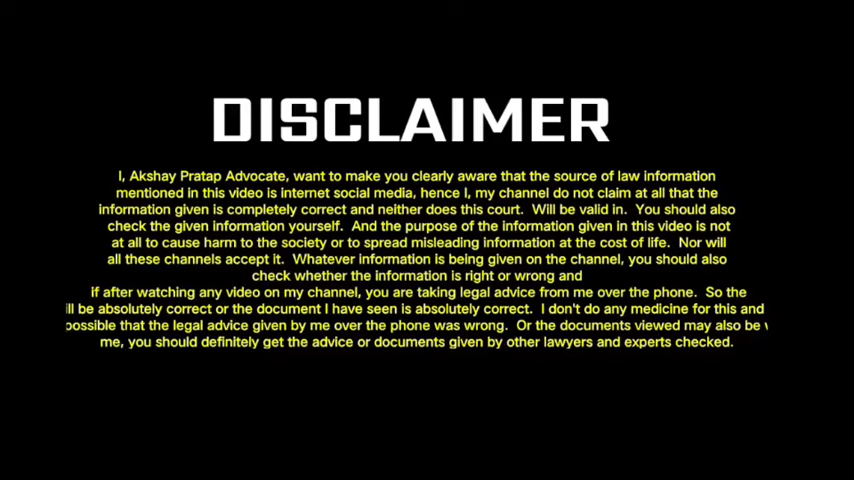 DISCLAIMER
I, Akshay Pratap Advocate, want to make you clearly aware that the source of law information
mentioned in this video is internet social media, hence I, my channel do not claim at all that the
information given is completely correct and neither does this court. Will be valid in. You should also
check the given information yourself. And the purpose of the information given in this video is not
at all to cause harm to the society or to spread misleading information at the cost of life. Nor will
all these channels accept it. Whatever information is being given on the channel, you should also
check whether the information is right or wrong and
if after watching any video on my channel, you are taking legal advice from me over the phone. So the
ll be absolutely correct or the document I have seen is absolutely correct. I don't do any medicine for this and
possible that the legal advice given by me over the phone was wrong. Or the documents viewed may also be
me, you should definitely get the advice or documents given by other lawyers and experts checked.